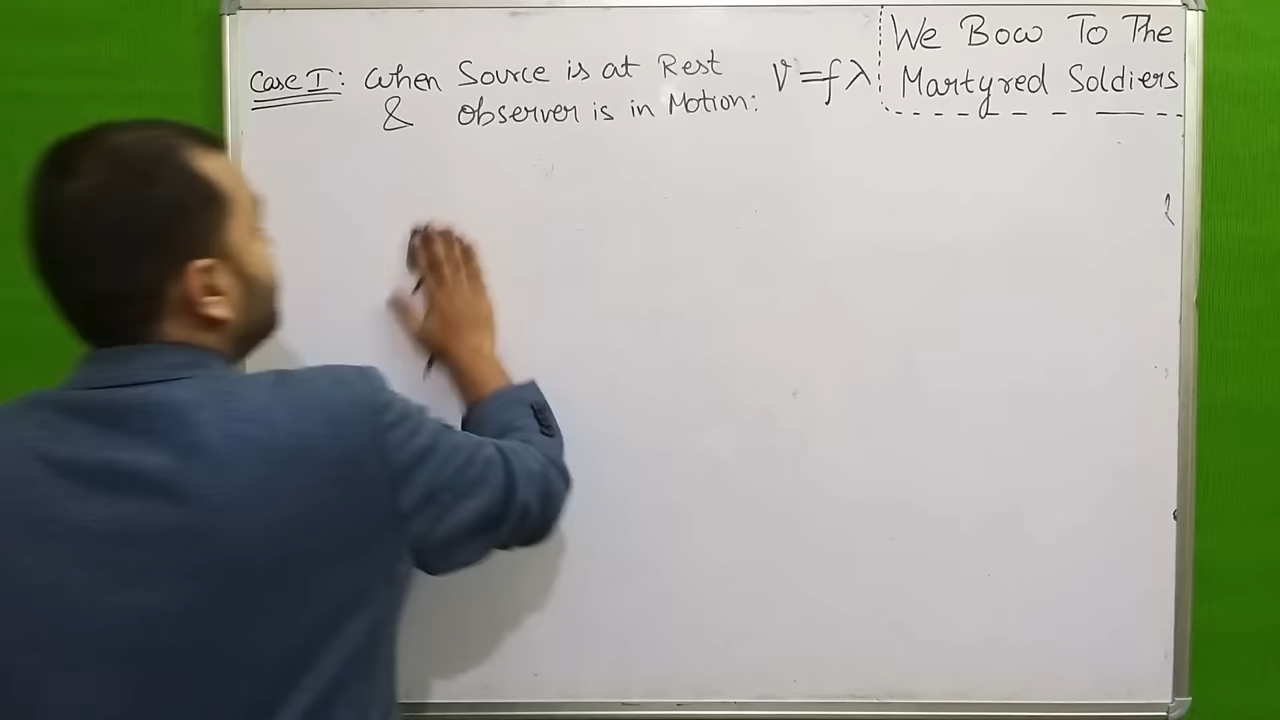 Case I: When Source is at Rest
& Observer is in Motion:
V=fλ
We Bow To The
Martyred Soldiers